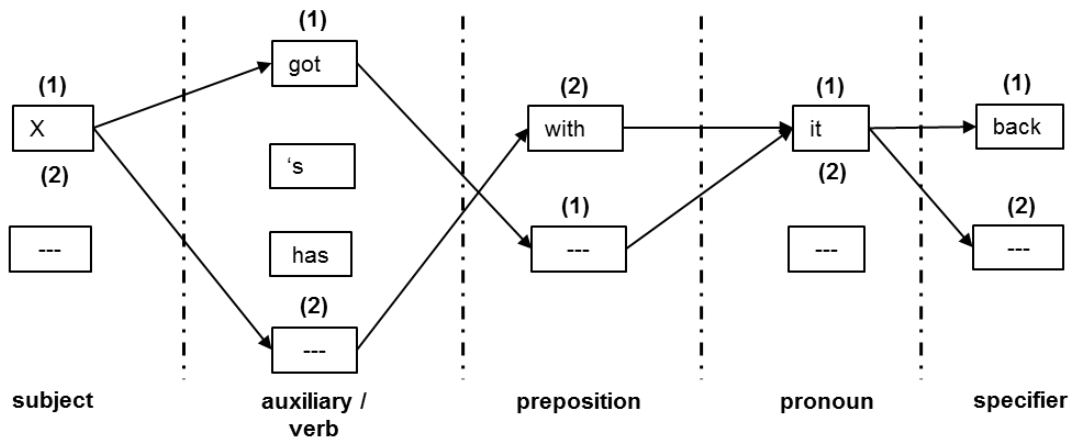 (1)
got
(1)
X
(2)
(2)
with
(1)
it
(2)
(1)
back
‘s
---
has
(1)
---
---
(2)
---
(2)
---
subject
auxiliary /
verb
preposition
pronoun
specifier